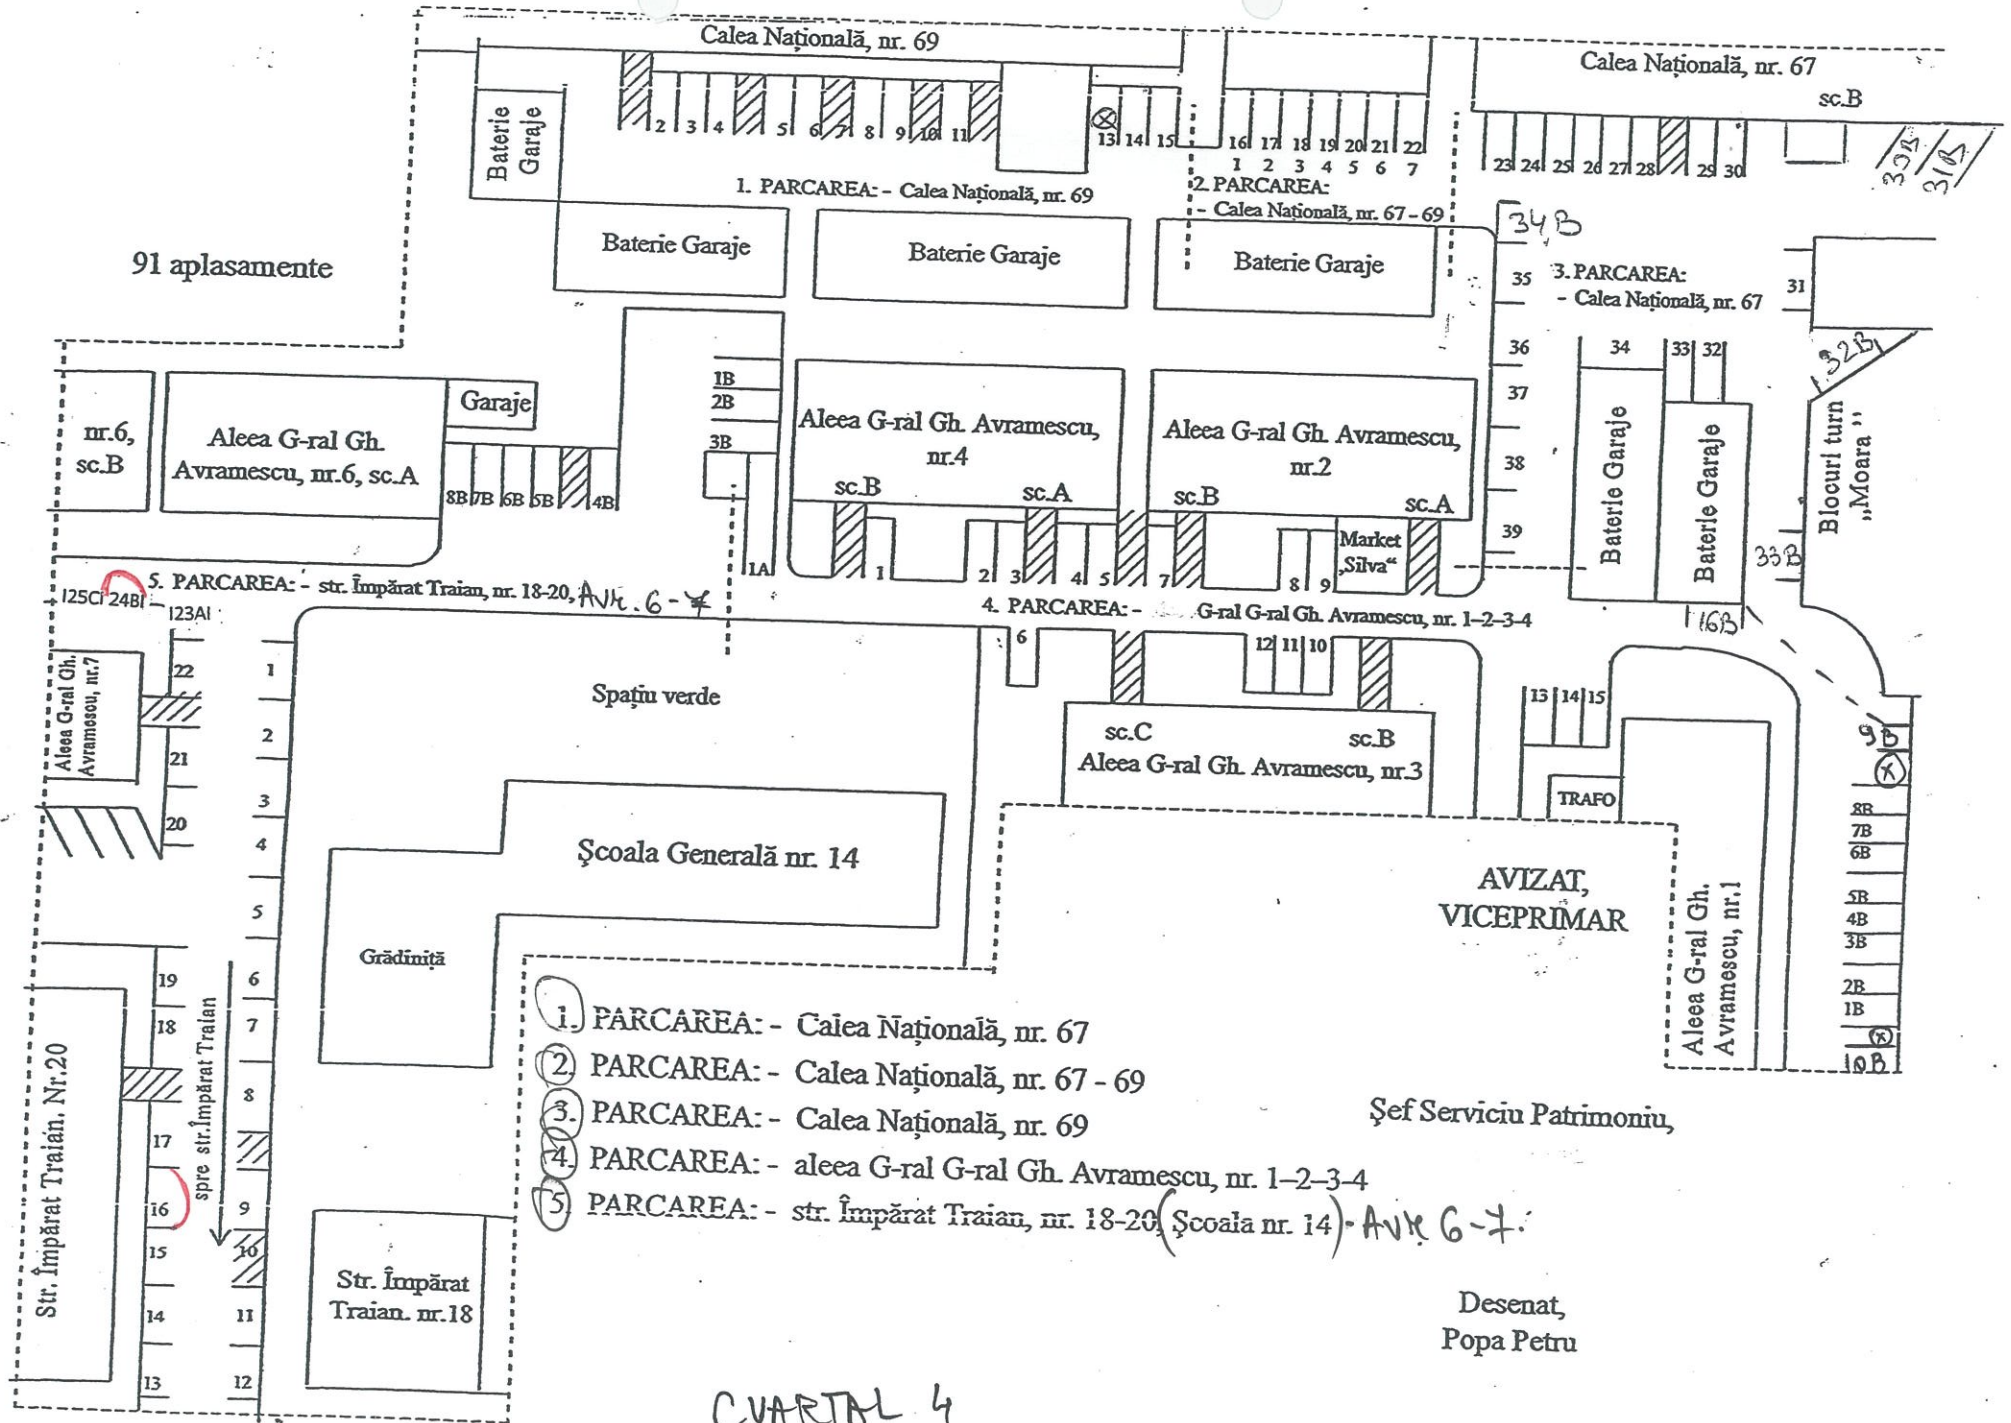 Calea Națională, nr. 69
Calea Națională, nr. 67
sc.B
Baterie
Garaje
2 3 4 5 6 7 8 9 10 11
13 14 15
16 17 18 19 20 21 22
1 2 3 4 5 6 7
23 24 25 26 27 28 29 30
33B
31B
1. PARCAREA: - Calea Națională, nr. 69
2. PARCAREA:
- Calea Națională, nr. 67-69
34B
91 aplasamente
Baterie Garaje
Baterie Garaje
Baterie Garaje
35
3. PARCAREA:
- Calea Națională, nr. 67
31
36
34
33
32
32B
37
38
39
nr.6,
sc.B
Aleea G-ral Gh.
Avramescu, nr.6, sc.A
Garaje
8B 7B 6B 5B 4B
1B
2B
3B
1A
Aleea G-ral Gh. Avramescu,
nr.4
sc.B
sc.A
Aleea G-ral Gh. Avramescu,
nr.2
sc.B
sc.A
Baterie Garaje
Baterie Garaje
Blocuri turn
„Moara”
33B
Market
„Silva“
1 2 3 4 5 7 8 9
5. PARCAREA: - str. Împărat Traian, nr. 18-20, Avr. 6-7
4. PARCAREA: - G-ral G-ral Gh. Avramescu, nr. 1-2-3-4
16B
125CI 24BI
123AI
22
Aleea G-ral Gh.
Avramescu, nr.7
21
20
1
2
3
4
5
6
7
8
9
10
11
12
Spațiu verde
6
12 11 10
13 14 15
sc.C
sc.B
Aleea G-ral Gh. Avramescu, nr.3
TRAFO
9B
X
8B
7B
6B
5B
4B
3B
2B
1B
X
10B
Școala Generală nr. 14
Grădiniță
AVIZAT,
VICEPRIMAR
Aleea G-ral Gh.
Avramescu, nr.1
19
18
17
16
15
14
13
Str. Împărat Traian. Nr.20
spre str.Împărat Traian
1. PARCAREA: - Calea Națională, nr. 67
2. PARCAREA: - Calea Națională, nr. 67 - 69
3. PARCAREA: - Calea Națională, nr. 69
4. PARCAREA: - aleea G-ral G-ral Gh. Avramescu, nr. 1–2–3-4
5 PARCAREA: - str. Împărat Traian, nr. 18-20 (Școala nr. 14) - Avr. 6-7.
Șef Serviciu Patrimoniu,
Str. Împărat
Traian. nr.18
Desenat,
Popa Petru
CVARTAL 4